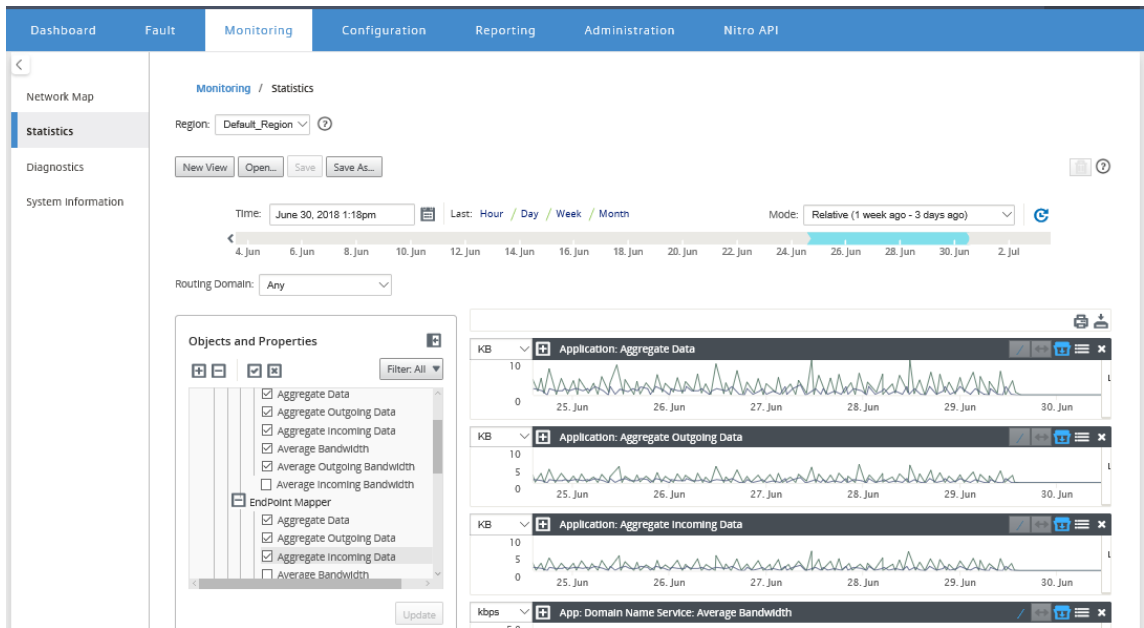 Dashboard Fault Monitoring Configuration Reporting Administration Nitro API
Network Map
Statistics
Diagnostics
System Information
Monitoring / Statistics
Region: Default_Region ?
New View Open... Save Save As... ?
Time: June 30, 2018 1:18pm Last: Hour / Day / Week / Month Mode: Relative (1 week ago - 3 days ago)
4. Jun 6. Jun 8. Jun 10. Jun 12. Jun 14. Jun 16. Jun 18. Jun 20. Jun 22. Jun 24. Jun 26. Jun 28. Jun 30. Jun 2. Jul
Routing Domain: Any
Objects and Properties
Filter: All
Aggregate Data
Aggregate Outgoing Data
Aggregate Incoming Data
Average Bandwidth
Average Outgoing Bandwidth
Average Incoming Bandwidth
EndPoint Mapper
Aggregate Data
Aggregate Outgoing Data
Aggregate Incoming Data
Average Bandwidth
Update
KB Application: Aggregate Data
10
0
25. Jun 26. Jun 27. Jun 28. Jun 29. Jun 30. Jun
KB Application: Aggregate Outgoing Data
10
5
0
25. Jun 26. Jun 27. Jun 28. Jun 29. Jun 30. Jun
KB Application: Aggregate Incoming Data
10
5
0
25. Jun 26. Jun 27. Jun 28. Jun 29. Jun 30. Jun
kbps App: Domain Name Service: Average Bandwidth